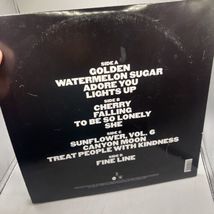 SIDE A
GOLDEN
WATERMELON SUGAR
ADORE YOU
LIGHTS UP
SIDE B
CHERRY
FALLING
TO BE SO LONELY
SHE
SIDE C
SUNFLOWER, VOL. 6
CANYON MOON
TREAT PEOPLE WITH KINDNESS
FINE LINE